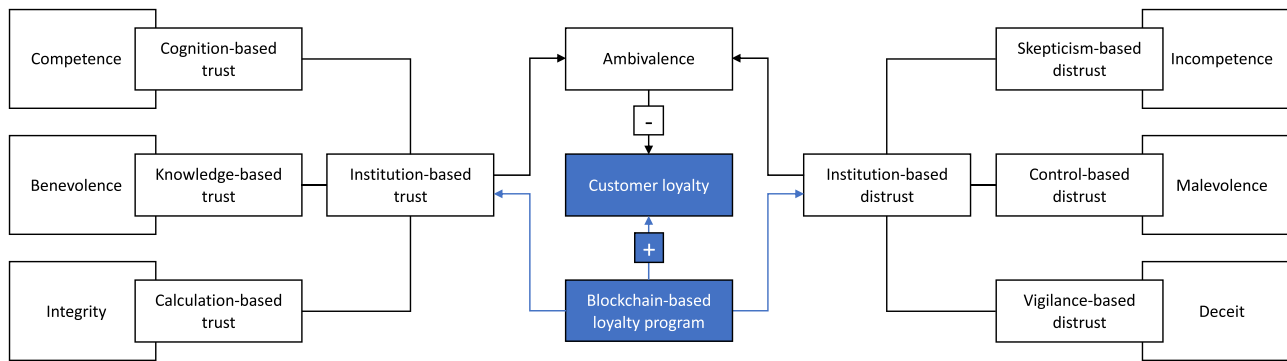 Competence
Cognition-based
trust
Ambivalence
Skepticism-based
distrust
Incompetence
-
Benevolence
Knowledge-based
trust
Institution-based
trust
Customer loyalty
Institution-based
distrust
Control-based
distrust
Malevolence
+
Integrity
Calculation-based
trust
Blockchain-based
loyalty program
Vigilance-based
distrust
Deceit